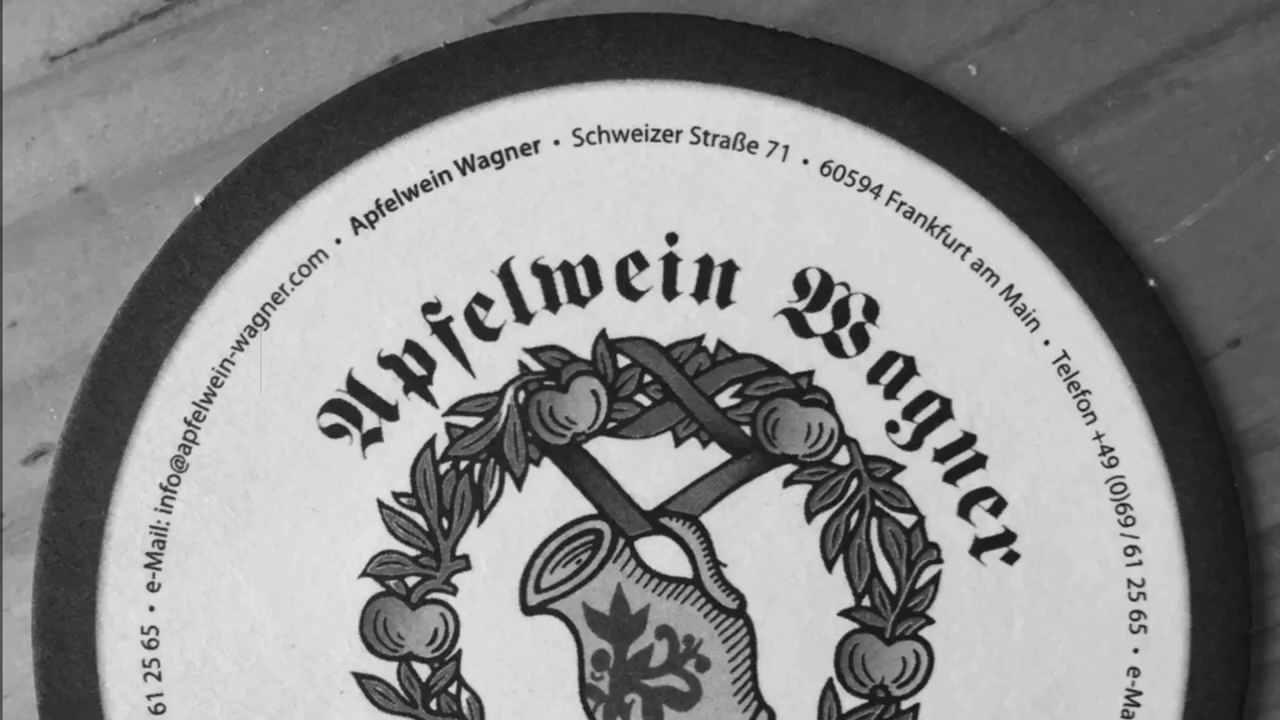 61 25 65 • e-Mail: info@apfelwein-wagner.com • Apfelwein Wagner • Schweizer Straße 71 • 60594 Frankfurt am Main • Telefon +49 (0)69 / 61 25 65 • e-Ma
Apfelwein Wagner